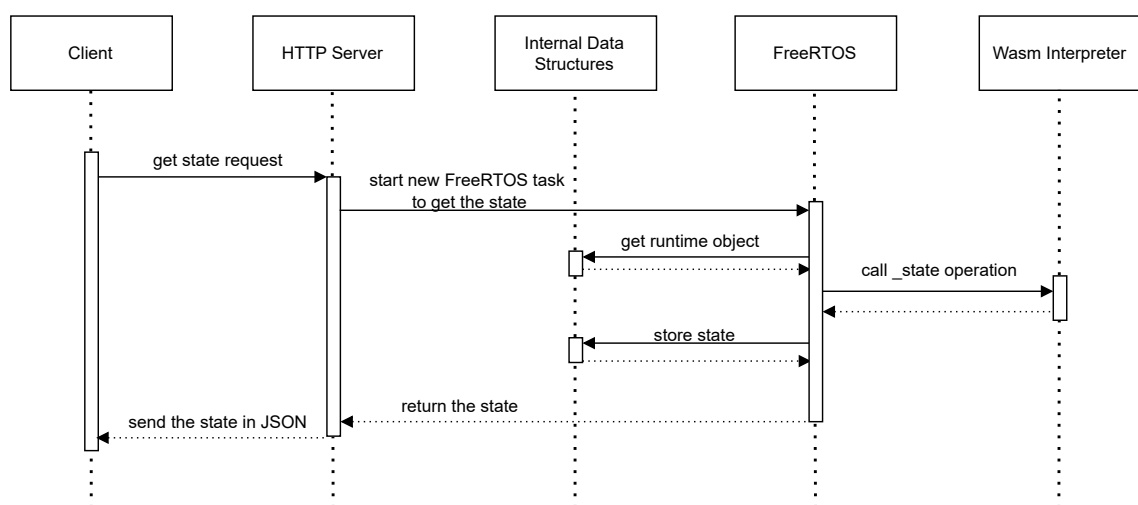 Client
HTTP Server
Internal Data
Structures
FreeRTOS
Wasm Interpreter
get state request
start new FreeRTOS task
to get the state
get runtime object
call _state operation
store state
return the state
send the state in JSON